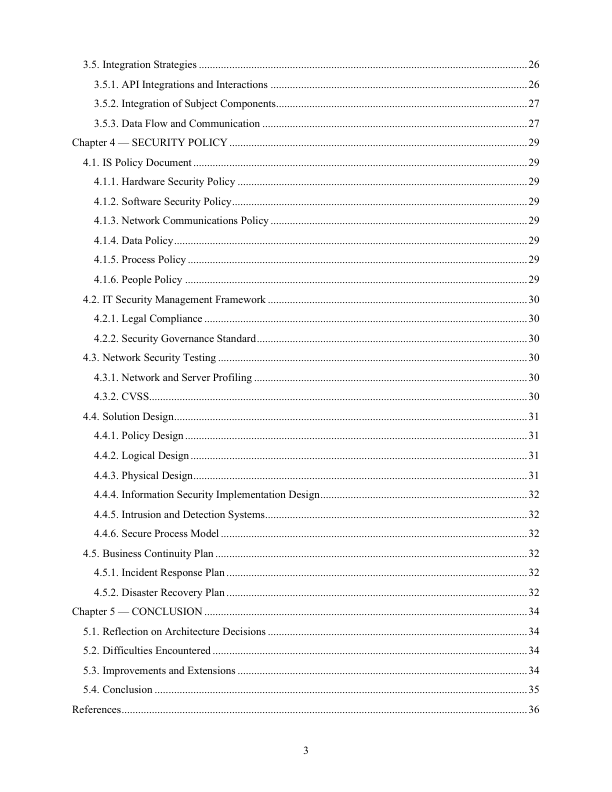 3.5. Integration Strategies ........ 26
3.5.1. API Integrations and Interactions ........ 26
3.5.2. Integration of Subject Components ........ 27
3.5.3. Data Flow and Communication ........ 27
Chapter 4 — SECURITY POLICY ........ 29
4.1. IS Policy Document ........ 29
4.1.1. Hardware Security Policy ........ 29
4.1.2. Software Security Policy ........ 29
4.1.3. Network Communications Policy ........ 29
4.1.4. Data Policy ........ 29
4.1.5. Process Policy ........ 29
4.1.6. People Policy ........ 29
4.2. IT Security Management Framework ........ 30
4.2.1. Legal Compliance ........ 30
4.2.2. Security Governance Standard ........ 30
4.3. Network Security Testing ........ 30
4.3.1. Network and Server Profiling ........ 30
4.3.2. CVSS ........ 30
4.4. Solution Design ........ 31
4.4.1. Policy Design ........ 31
4.4.2. Logical Design ........ 31
4.4.3. Physical Design ........ 31
4.4.4. Information Security Implementation Design ........ 32
4.4.5. Intrusion and Detection Systems ........ 32
4.4.6. Secure Process Model ........ 32
4.5. Business Continuity Plan ........ 32
4.5.1. Incident Response Plan ........ 32
4.5.2. Disaster Recovery Plan ........ 32
Chapter 5 — CONCLUSION ........ 34
5.1. Reflection on Architecture Decisions ........ 34
5.2. Difficulties Encountered ........ 34
5.3. Improvements and Extensions ........ 34
5.4. Conclusion ........ 35
References ........ 36
3